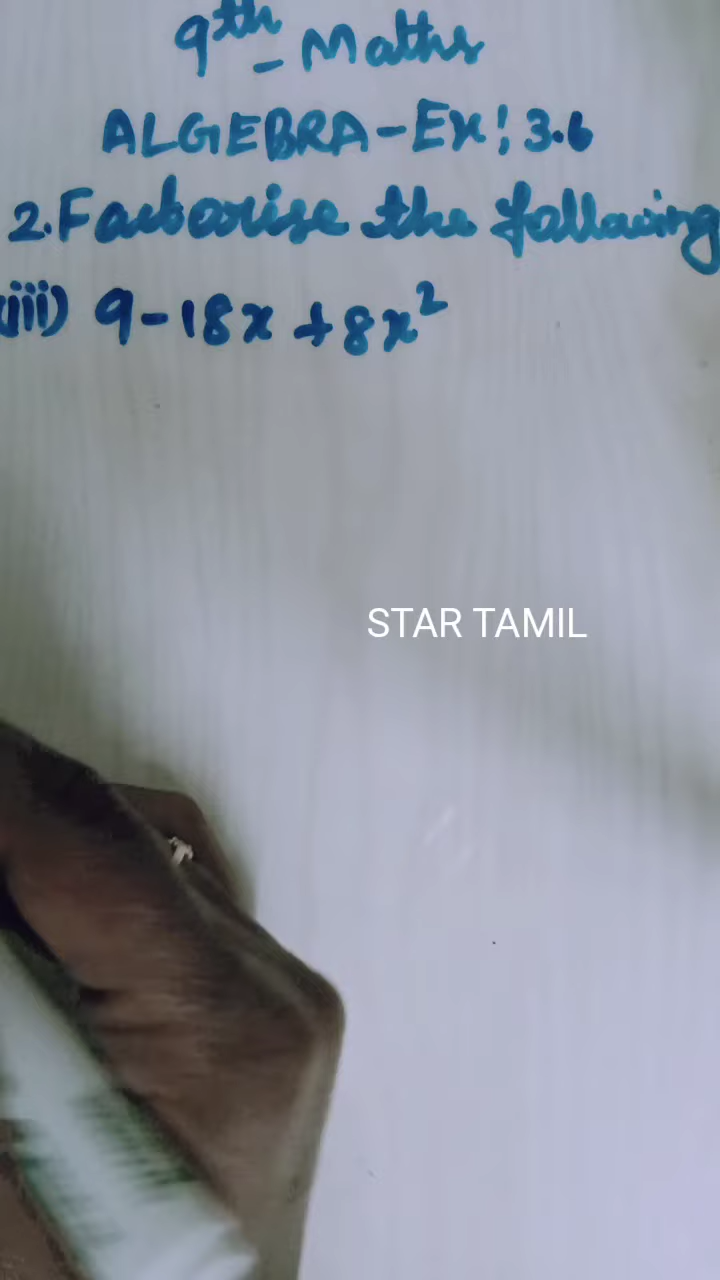 9th - Maths
ALGEBRA - Ex: 3.6
2. Factorise the following
(iii) 9 - 18x + 8x²
STAR TAMIL